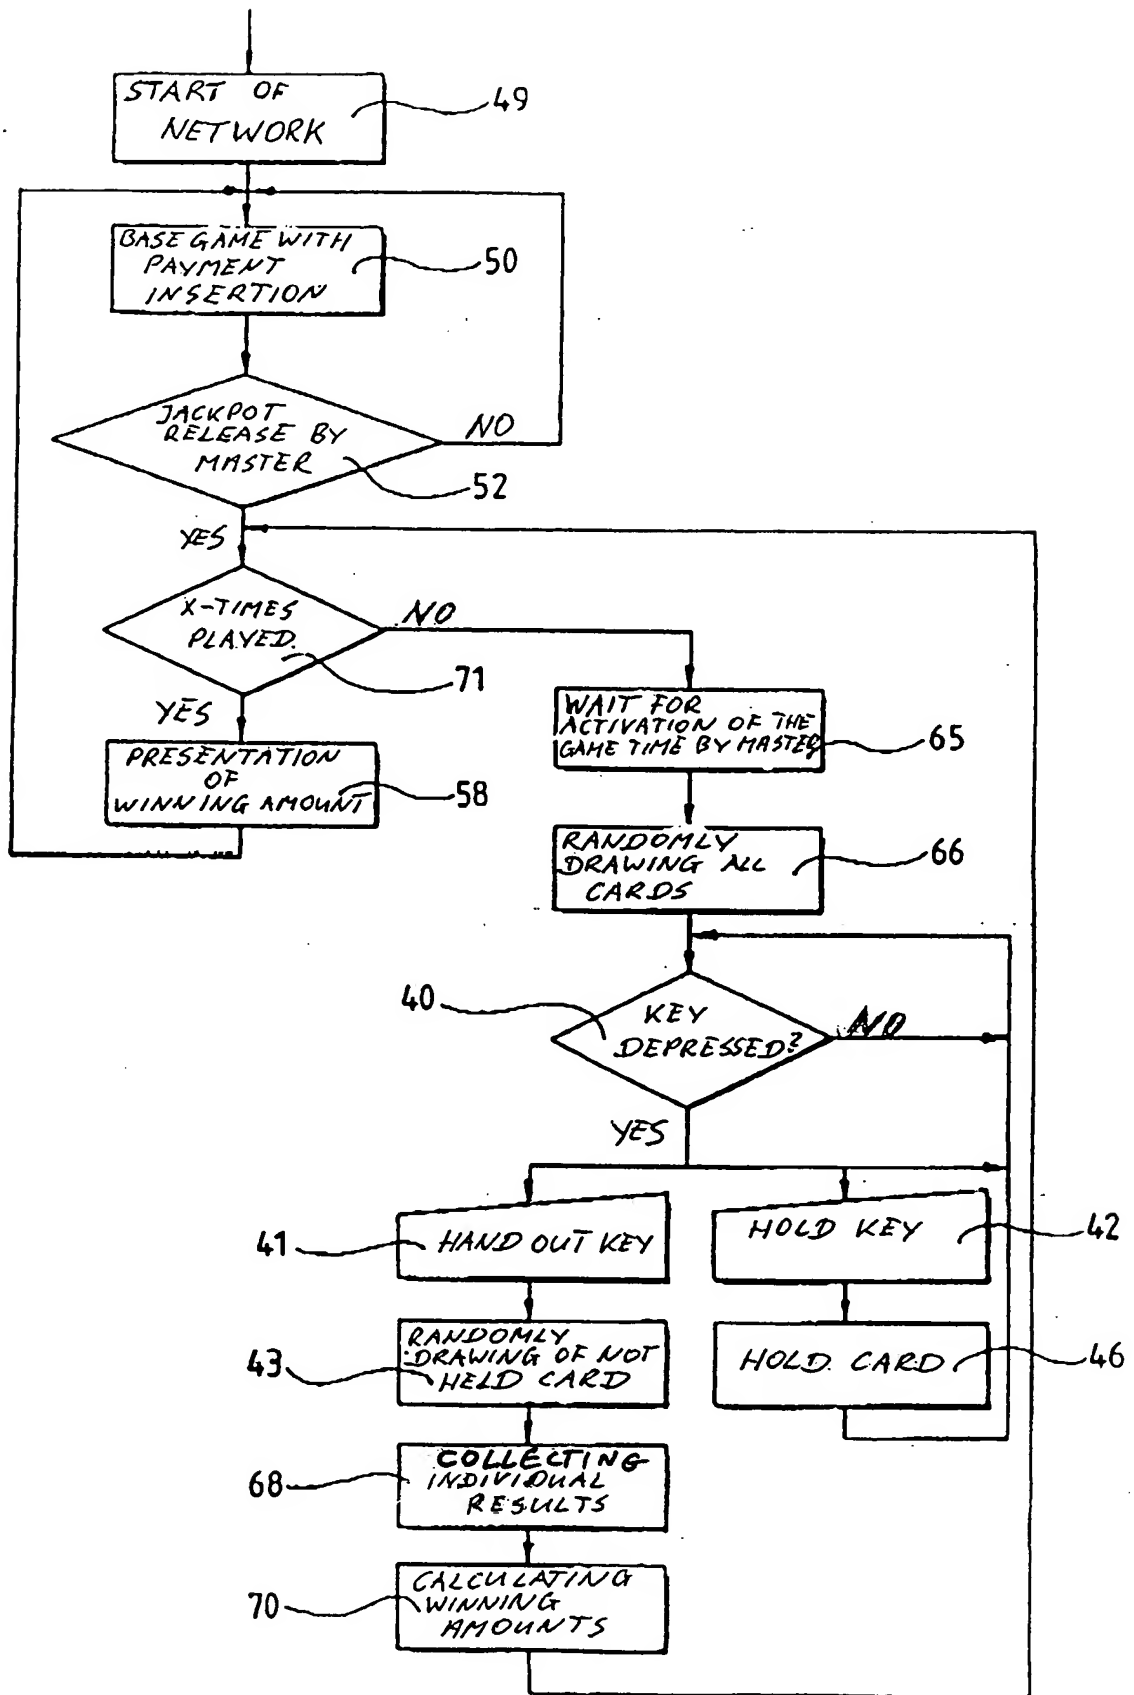 START OF
NETWORK
49
BASE GAME WITH
PAYMENT
INSERTION
50
JACKPOT
RELEASE BY
MASTER
NO
52
YES
X-TIMES
PLAYED.
NO
71
YES
PRESENTATION
OF
WINNING AMOUNT
58
WAIT FOR
ACTIVATION OF THE
GAME TIME BY MASTER
65
RANDOMLY
DRAWING ALL
CARDS
66
40
KEY
DEPRESSED?
NO
YES
41
HAND OUT KEY
HOLD KEY
42
43
RANDOMLY
DRAWING OF NOT
HELD CARD
HOLD CARD
46
68
COLLECTING
INDIVIDUAL
RESULTS
70
CALCULATING
WINNING
AMOUNTS